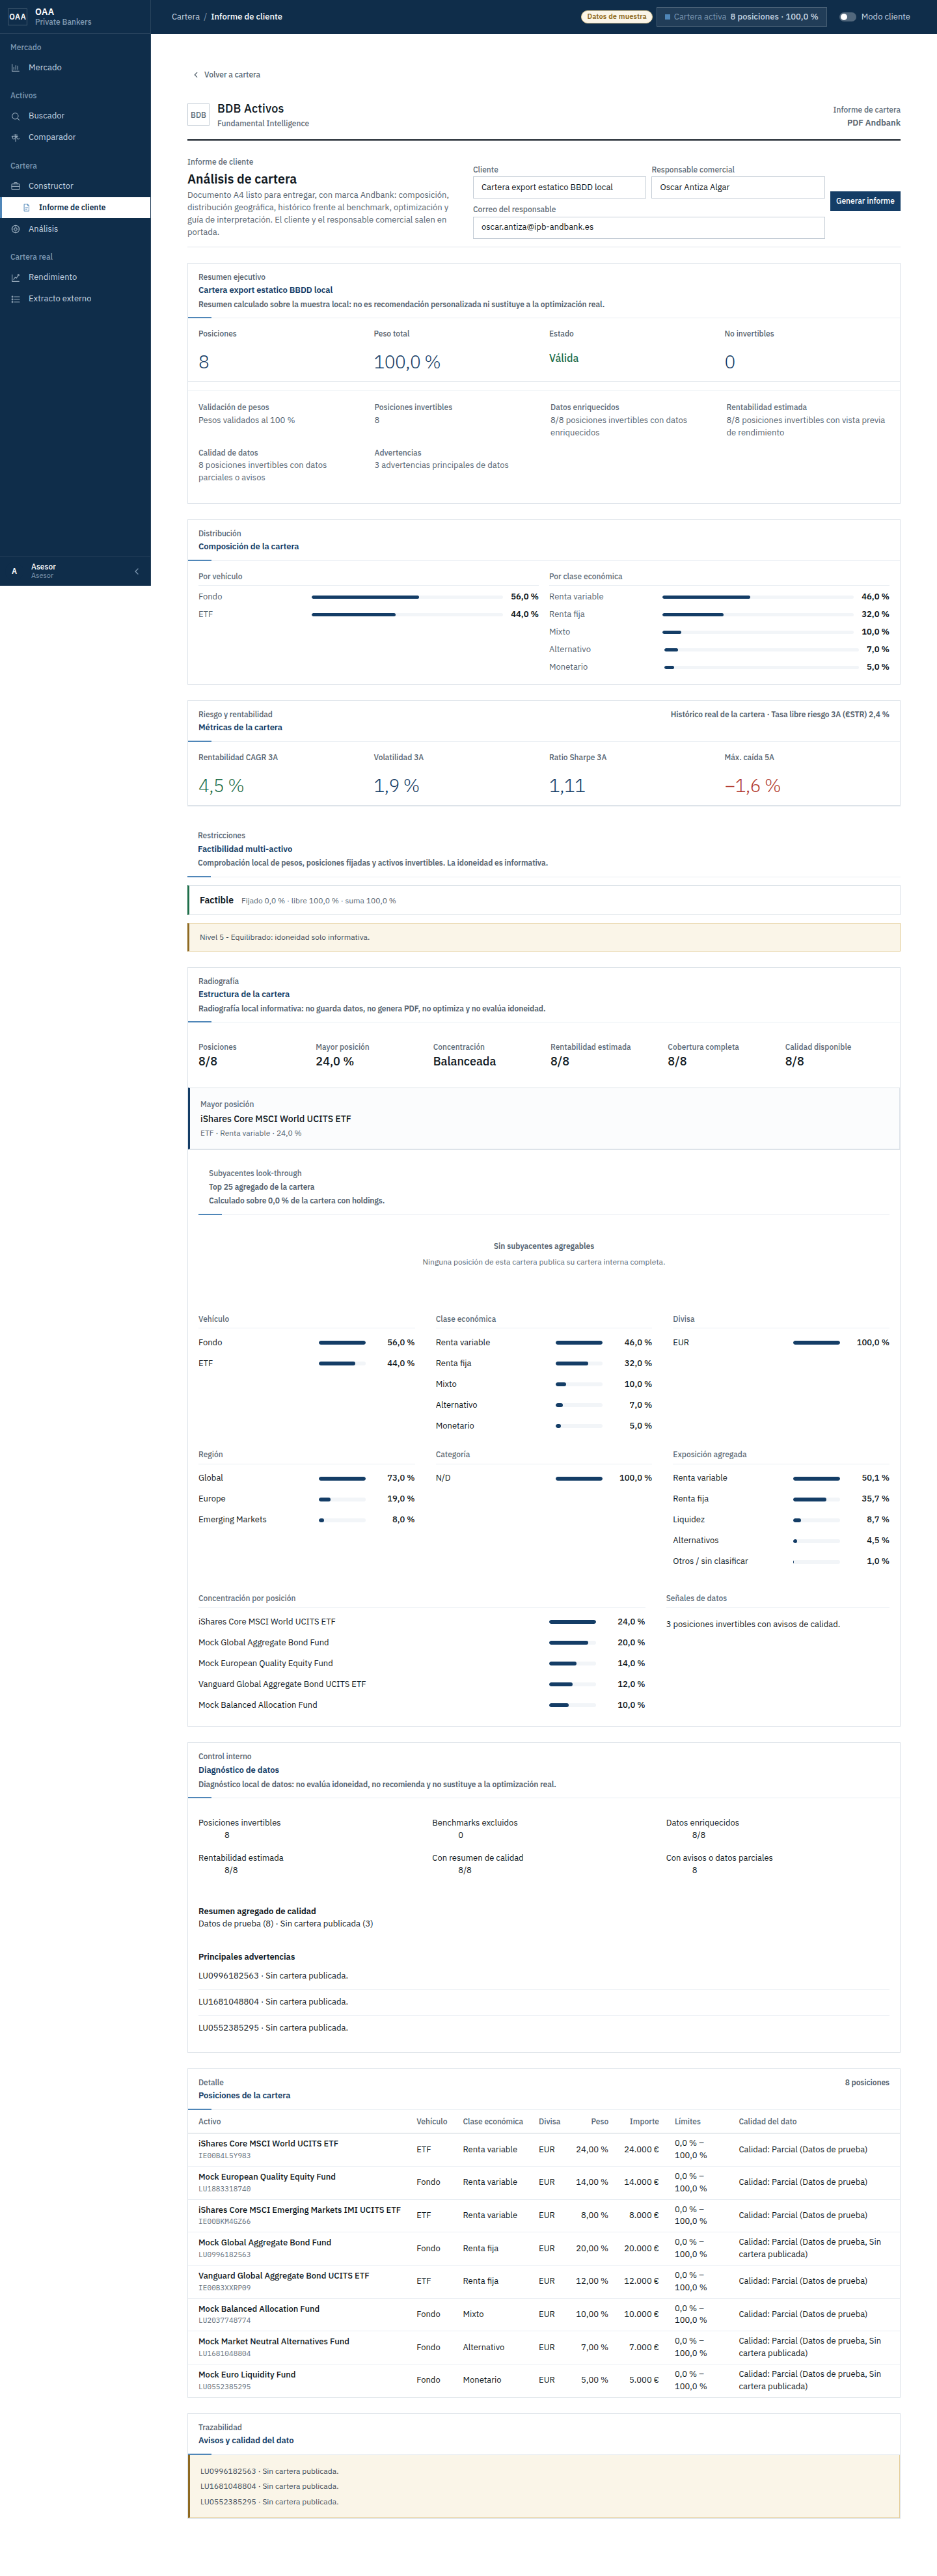 OAA
OAA
Private Bankers
Mercado
Mercado
Activos
Buscador
Comparador
Cartera
Constructor
Informe de cliente
Análisis
Cartera real
Rendimiento
Extracto externo
A
Asesor
Asesor
Cartera / Informe de cliente
Datos de muestra
Cartera activa 8 posiciones · 100,0 %
Modo cliente
Volver a cartera
BDB
BDB Activos
Fundamental Intelligence
Informe de cartera
PDF Andbank
Informe de cliente
Análisis de cartera
Documento A4 listo para entregar, con marca Andbank: composición,
distribución geográfica, histórico frente al benchmark, optimización y
guía de interpretación. El cliente y el responsable comercial salen en
portada.
Cliente
Cartera export estatico BBDD local
Responsable comercial
Oscar Antiza Algar
Correo del responsable
oscar.antiza@ipb-andbank.es
Generar informe
Resumen ejecutivo
Cartera export estatico BBDD local
Resumen calculado sobre la muestra local: no es recomendación personalizada ni sustituye a la optimización real.
Posiciones
8
Peso total
100,0 %
Estado
Válida
No invertibles
0
Validación de pesos
Pesos validados al 100 %
Posiciones invertibles
8
Datos enriquecidos
8/8 posiciones invertibles con datos
enriquecidos
Rentabilidad estimada
8/8 posiciones invertibles con vista previa
de rendimiento
Calidad de datos
8 posiciones invertibles con datos
parciales o avisos
Advertencias
3 advertencias principales de datos
Distribución
Composición de la cartera
Por vehículo
Fondo 56,0 %
ETF 44,0 %
Por clase económica
Renta variable 46,0 %
Renta fija 32,0 %
Mixto 10,0 %
Alternativo 7,0 %
Monetario 5,0 %
Riesgo y rentabilidad
Métricas de la cartera
Histórico real de la cartera · Tasa libre riesgo 3A (€STR) 2,4 %
Rentabilidad CAGR 3A
4,5 %
Volatilidad 3A
1,9 %
Ratio Sharpe 3A
1,11
Máx. caída 5A
−1,6 %
Restricciones
Factibilidad multi-activo
Comprobación local de pesos, posiciones fijadas y activos invertibles. La idoneidad es informativa.
Factible Fijado 0,0 % · libre 100,0 % · suma 100,0 %
Nivel 5 - Equilibrado: idoneidad solo informativa.
Radiografía
Estructura de la cartera
Radiografía local informativa: no guarda datos, no genera PDF, no optimiza y no evalúa idoneidad.
Posiciones
8/8
Mayor posición
24,0 %
Concentración
Balanceada
Rentabilidad estimada
8/8
Cobertura completa
8/8
Calidad disponible
8/8
Mayor posición
iShares Core MSCI World UCITS ETF
ETF · Renta variable · 24,0 %
Subyacentes look-through
Top 25 agregado de la cartera
Calculado sobre 0,0 % de la cartera con holdings.
Sin subyacentes agregables
Ninguna posición de esta cartera publica su cartera interna completa.
Vehículo
Fondo 56,0 %
ETF 44,0 %
Clase económica
Renta variable 46,0 %
Renta fija 32,0 %
Mixto 10,0 %
Alternativo 7,0 %
Monetario 5,0 %
Divisa
EUR 100,0 %
Región
Global 73,0 %
Europe 19,0 %
Emerging Markets 8,0 %
Categoría
N/D 100,0 %
Exposición agregada
Renta variable 50,1 %
Renta fija 35,7 %
Liquidez 8,7 %
Alternativos 4,5 %
Otros / sin clasificar 1,0 %
Concentración por posición
iShares Core MSCI World UCITS ETF 24,0 %
Mock Global Aggregate Bond Fund 20,0 %
Mock European Quality Equity Fund 14,0 %
Vanguard Global Aggregate Bond UCITS ETF 12,0 %
Mock Balanced Allocation Fund 10,0 %
Señales de datos
3 posiciones invertibles con avisos de calidad.
Control interno
Diagnóstico de datos
Diagnóstico local de datos: no evalúa idoneidad, no recomienda y no sustituye a la optimización real.
Posiciones invertibles
8
Benchmarks excluidos
0
Datos enriquecidos
8/8
Rentabilidad estimada
8/8
Con resumen de calidad
8/8
Con avisos o datos parciales
8
Resumen agregado de calidad
Datos de prueba (8) · Sin cartera publicada (3)
Principales advertencias
LU0996182563 · Sin cartera publicada.
LU1681048804 · Sin cartera publicada.
LU0552385295 · Sin cartera publicada.
Detalle
Posiciones de la cartera
8 posiciones
Activo Vehículo Clase económica Divisa Peso Importe Límites Calidad del dato
iShares Core MSCI World UCITS ETF
IE00B4L5Y983
ETF Renta variable EUR 24,00 % 24.000 € 0,0 % –
100,0 %
Calidad: Parcial (Datos de prueba)
Mock European Quality Equity Fund
LU1883318740
Fondo Renta variable EUR 14,00 % 14.000 € 0,0 % –
100,0 %
Calidad: Parcial (Datos de prueba)
iShares Core MSCI Emerging Markets IMI UCITS ETF
IE00BKM4GZ66
ETF Renta variable EUR 8,00 % 8.000 € 0,0 % –
100,0 %
Calidad: Parcial (Datos de prueba)
Mock Global Aggregate Bond Fund
LU0996182563
Fondo Renta fija EUR 20,00 % 20.000 € 0,0 % –
100,0 %
Calidad: Parcial (Datos de prueba, Sin
cartera publicada)
Vanguard Global Aggregate Bond UCITS ETF
IE00B3XXRP09
ETF Renta fija EUR 12,00 % 12.000 € 0,0 % –
100,0 %
Calidad: Parcial (Datos de prueba)
Mock Balanced Allocation Fund
LU2037748774
Fondo Mixto EUR 10,00 % 10.000 € 0,0 % –
100,0 %
Calidad: Parcial (Datos de prueba)
Mock Market Neutral Alternatives Fund
LU1681048804
Fondo Alternativo EUR 7,00 % 7.000 € 0,0 % –
100,0 %
Calidad: Parcial (Datos de prueba, Sin
cartera publicada)
Mock Euro Liquidity Fund
LU0552385295
Fondo Monetario EUR 5,00 % 5.000 € 0,0 % –
100,0 %
Calidad: Parcial (Datos de prueba, Sin
cartera publicada)
Trazabilidad
Avisos y calidad del dato
LU0996182563 · Sin cartera publicada.
LU1681048804 · Sin cartera publicada.
LU0552385295 · Sin cartera publicada.